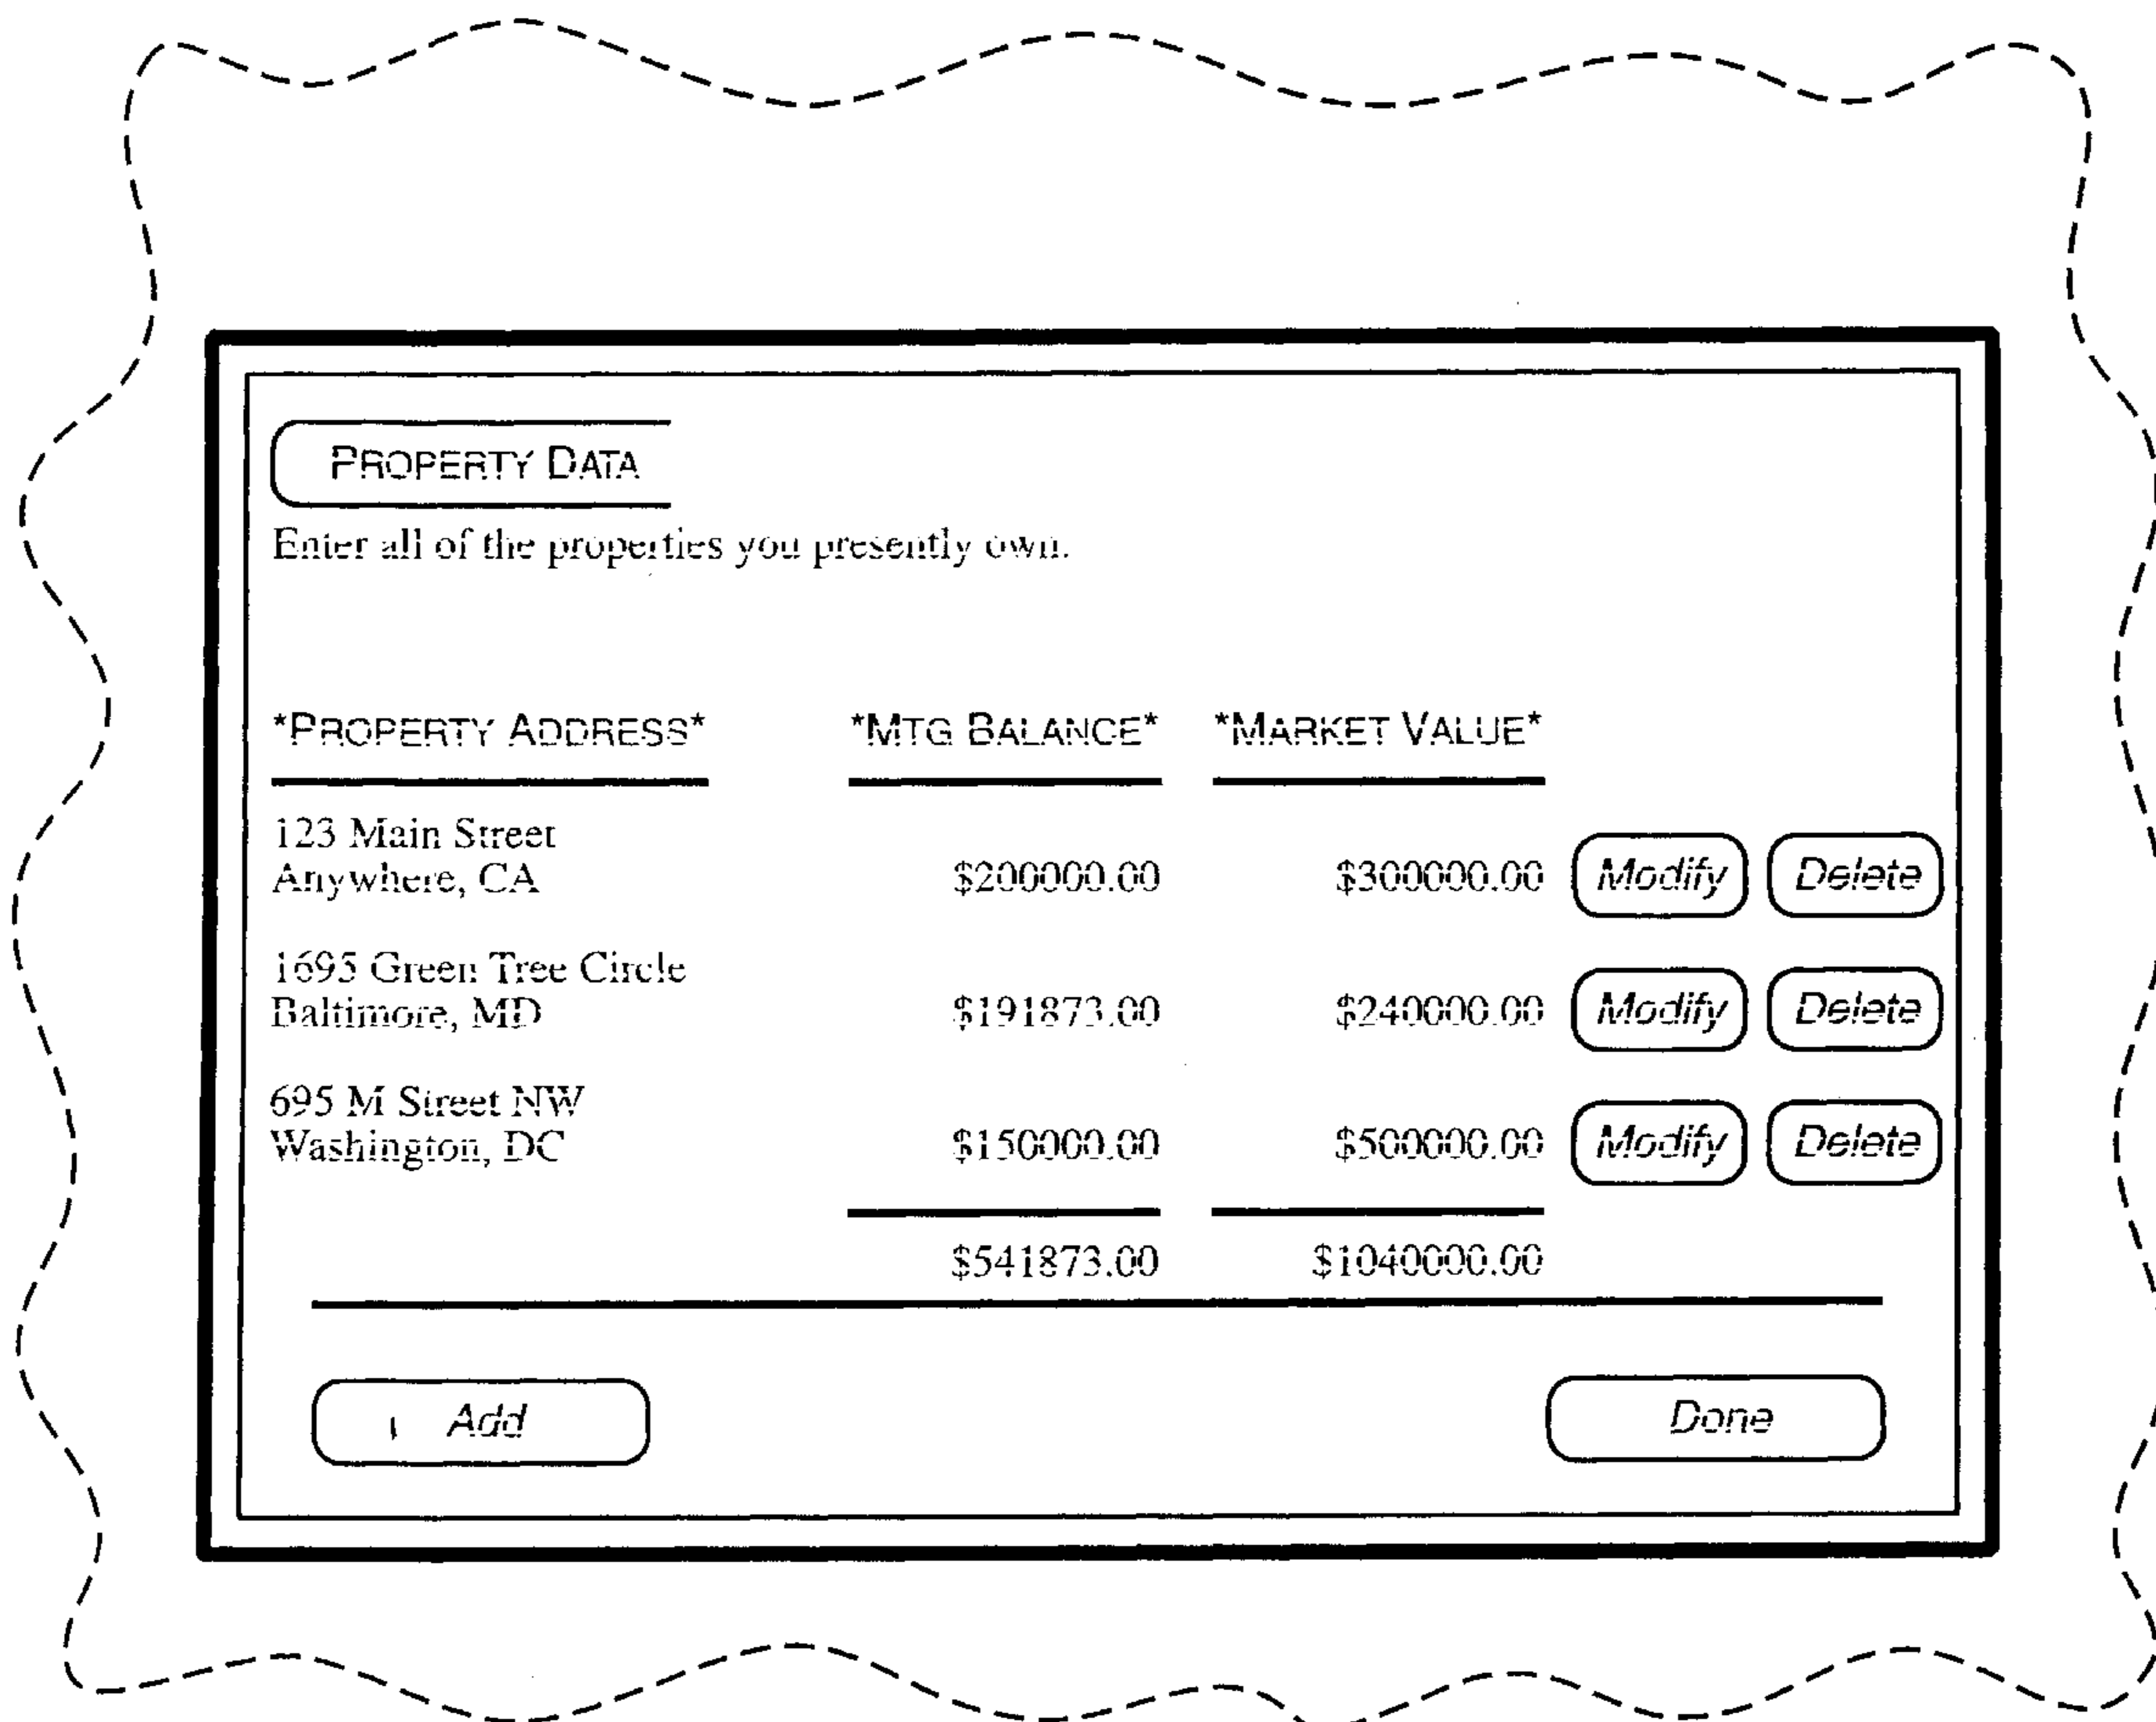 PROPERTY DATA
Enter all of the properties you presently own.
*PROPERTY ADDRESS* *MTG BALANCE* *MARKET VALUE*
123 Main Street
Anywhere, CA $200000.00 $300000.00 Modify Delete
1695 Green Tree Circle
Baltimore, MD $191873.00 $240000.00 Modify Delete
695 M Street NW
Washington, DC $150000.00 $500000.00 Modify Delete
$541873.00 $1040000.00
Add Done